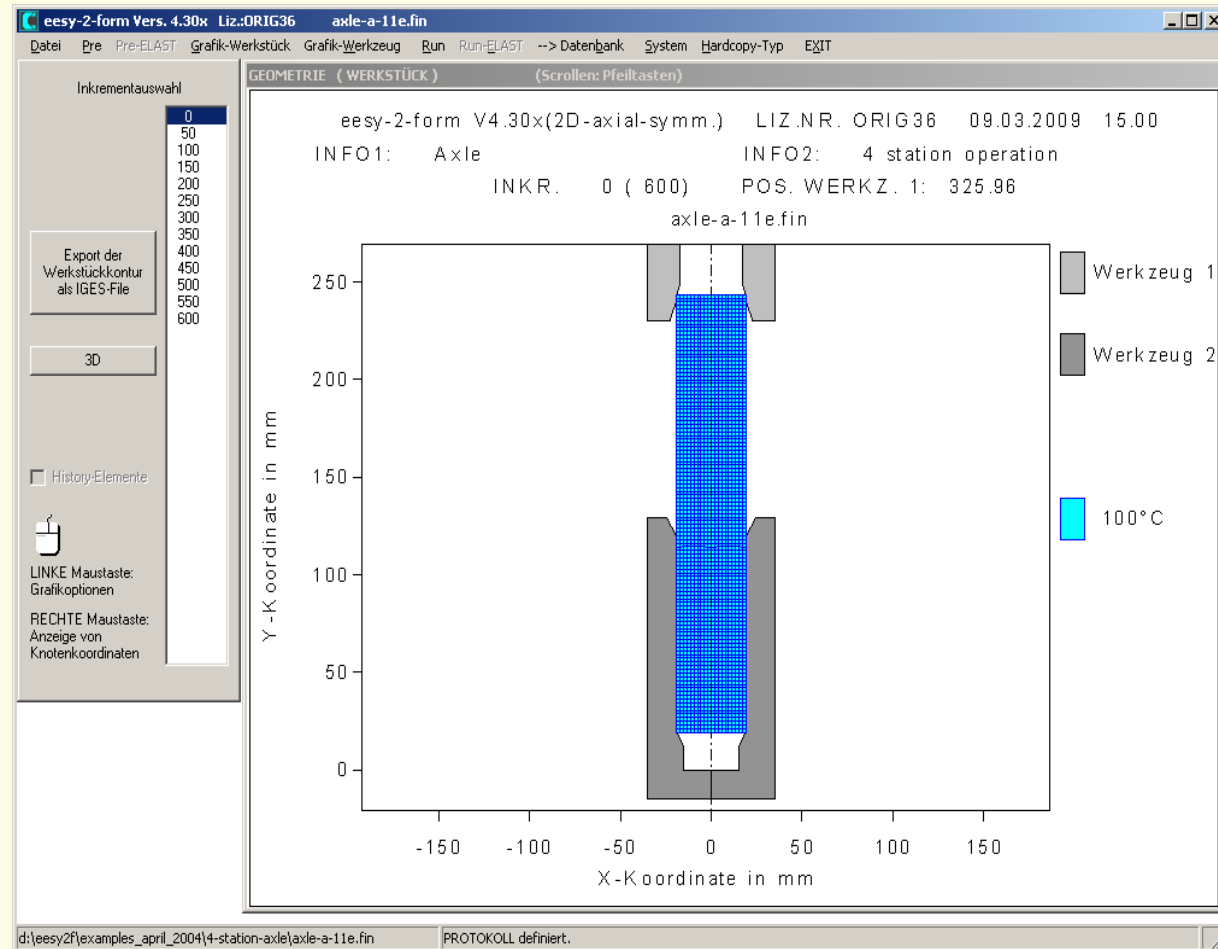 eesy-2-form Vers. 4.30x Liz.:ORIG36 axle-a-11e.fin
Datei Pre Pre-ELAST Grafik-Werkstück Grafik-Werkzeug Run Run-ELAST --> Datenbank System Hardcopy-Typ EXIT
Inkrementauswahl
0
50
100
150
200
250
300
350
400
450
500
550
600
Export der
Werkstückkontur
als IGES-File
3D
History-Elemente
LINKE Maustaste:
Grafikoptionen
RECHTE Maustaste:
Anzeige von
Knotenkoordinaten
GEOMETRIE ( WERKSTÜCK ) (Scrollen: Pfeiltasten)
eesy-2-form V4.30x(2D-axial-symm.) LIZ.NR. ORIG36 09.03.2009 15.00
INFO1: Axle INFO2: 4 station operation
INKR. 0 ( 600) POS. WERKZ. 1: 325.96
axle-a-11e.fin
250
200
150
100
50
0
Y-Koordinate in mm
-150 -100 -50 0 50 100 150
X-Koordinate in mm
Werkzeug 1
Werkzeug 2
100°C
d:\eesy2f\examples_april_2004\4-station-axle\axle-a-11e.fin PROTOKOLL definiert.